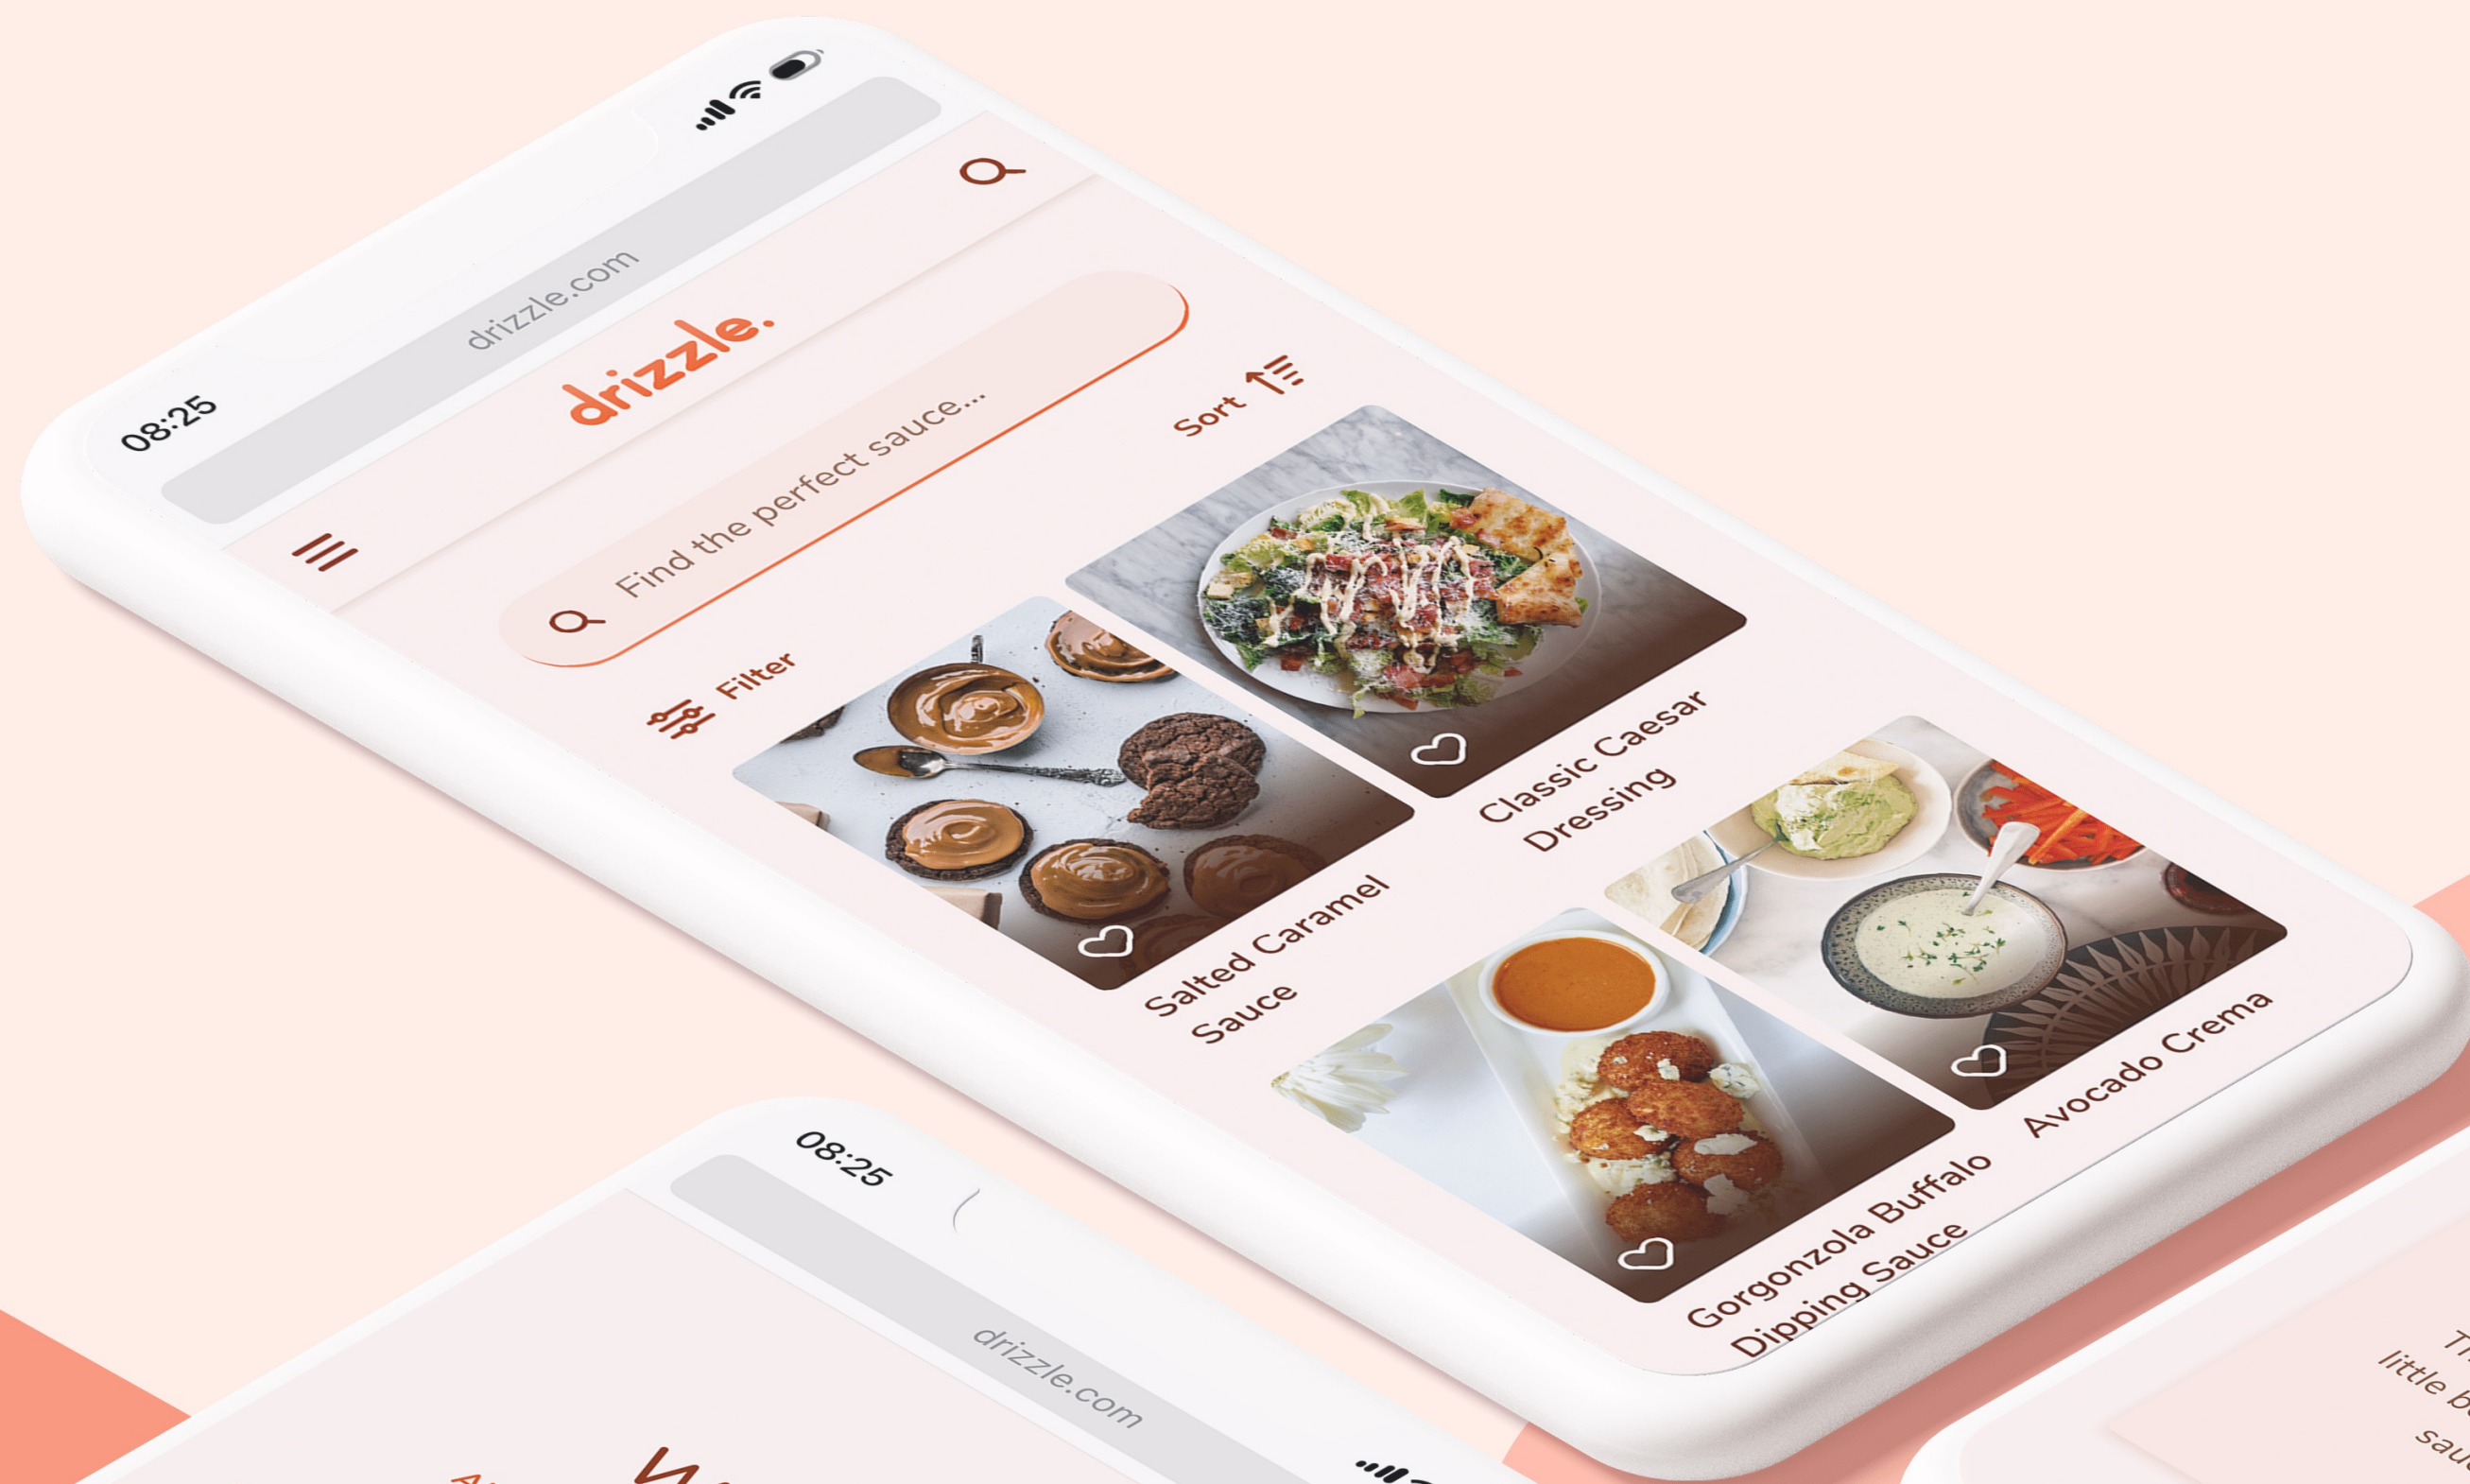 08:25
drizzle.com
drizzle.
Find the perfect sauce...
Filter
Sort
Salted Caramel
Sauce
Classic Caesar
Dressing
Gorgonzola Buffalo
Dipping Sauce
Avocado Crema
08:25
drizzle.com
little